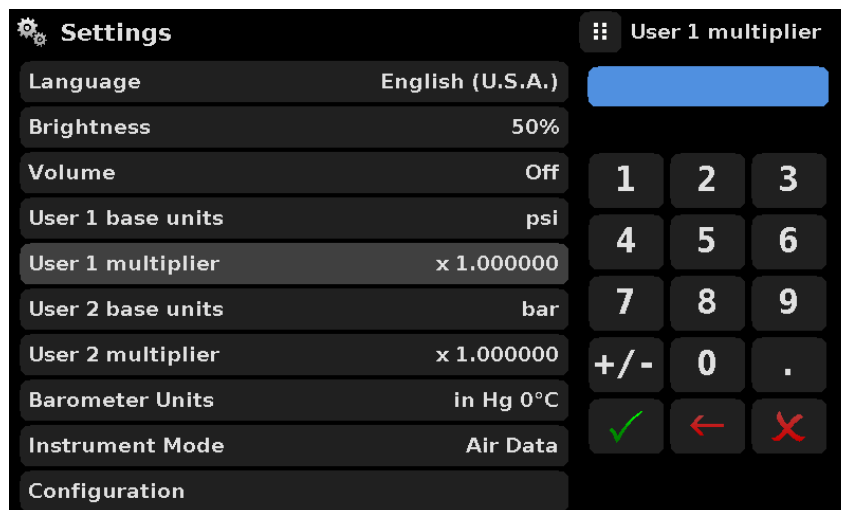 Settings
Language English (U.S.A.)
Brightness 50%
Volume Off
User 1 base units psi
User 1 multiplier x 1.000000
User 2 base units bar
User 2 multiplier x 1.000000
Barometer Units in Hg 0°C
Instrument Mode Air Data
Configuration
User 1 multiplier
1 2 3
4 5 6
7 8 9
+/- 0 .